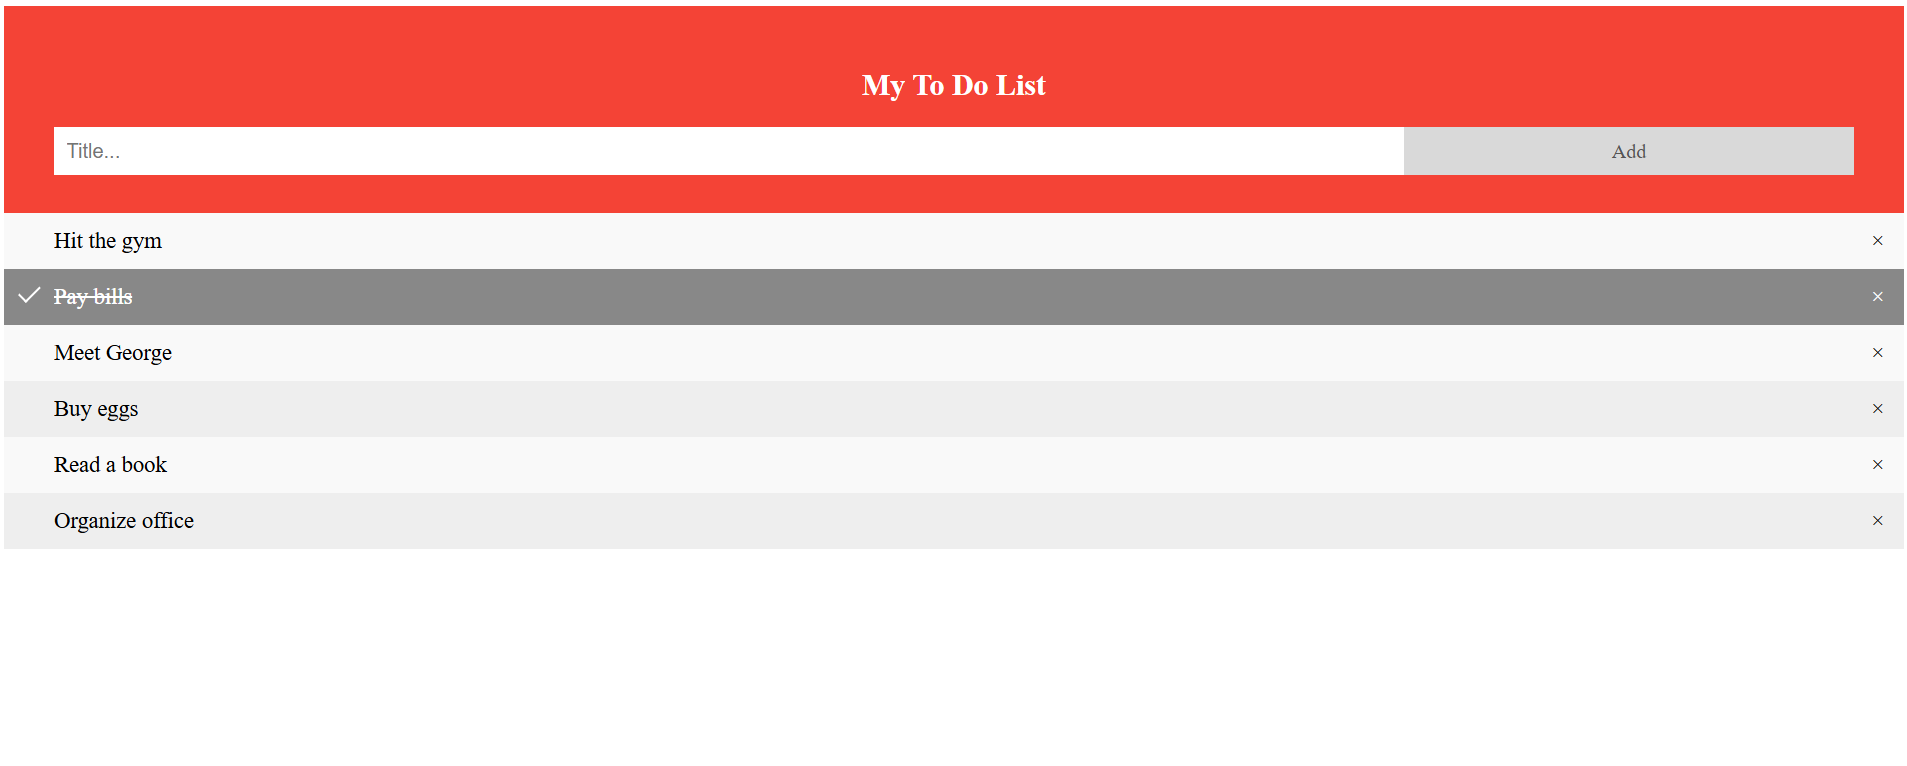 My To Do List
Title...
Add
Hit the gym
×
Pay bills
×
Meet George
×
Buy eggs
×
Read a book
×
Organize office
×